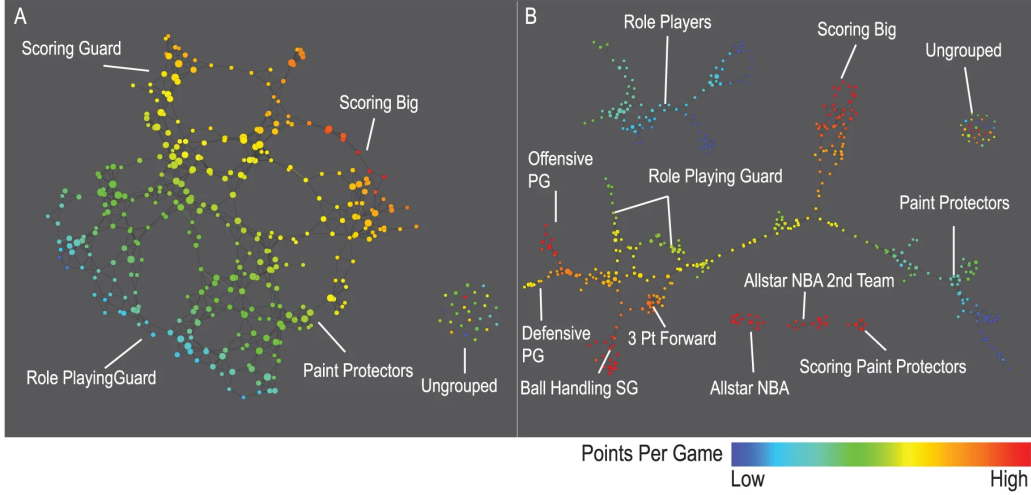 A
Scoring Guard
Scoring Big
Role PlayingGuard
Paint Protectors
Ungrouped
B
Role Players
Scoring Big
Ungrouped
Offensive
PG
Role Playing Guard
Paint Protectors
Allstar NBA 2nd Team
Defensive
PG
3 Pt Forward
Scoring Paint Protectors
Ball Handling SG
Allstar NBA
Points Per Game
Low
High